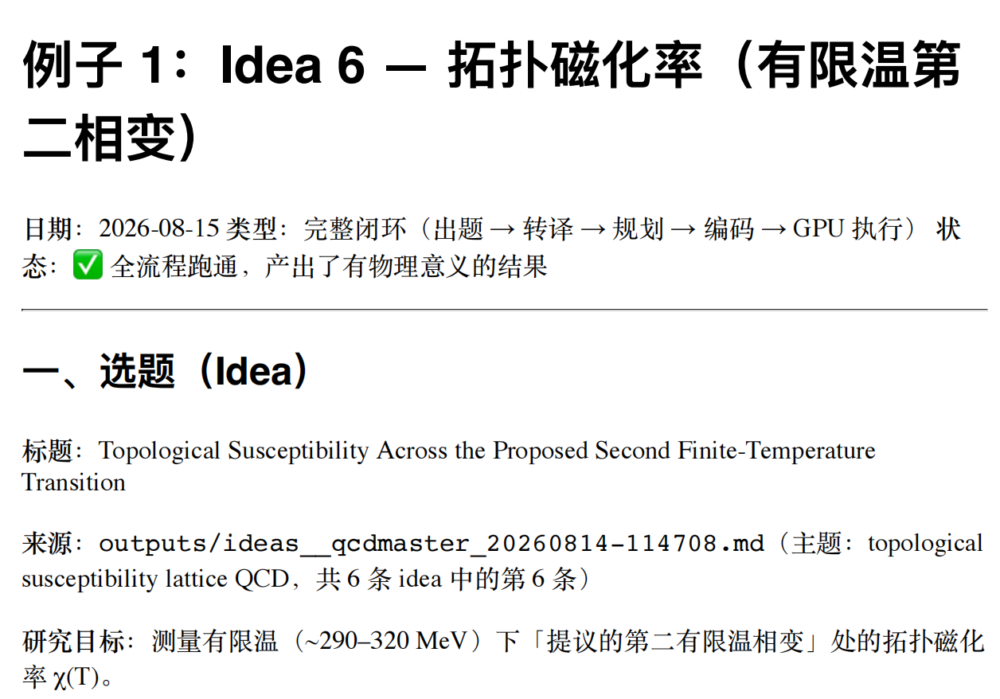 例子 1：Idea 6 — 拓扑磁化率（有限温第
二相变）
日期：2026-08-15 类型：完整闭环（出题 → 转译 → 规划 → 编码 → GPU 执行） 状
态：✅ 全流程跑通，产出了有物理意义的结果
一、选题（Idea）
标题：Topological Susceptibility Across the Proposed Second Finite-Temperature
Transition
来源：outputs/ideas__qcdmaster_20260814-114708.md（主题：topological
susceptibility lattice QCD，共 6 条 idea 中的第 6 条）
研究目标：测量有限温（~290–320 MeV）下「提议的第二有限温相变」处的拓扑磁化
率 χ(T)。